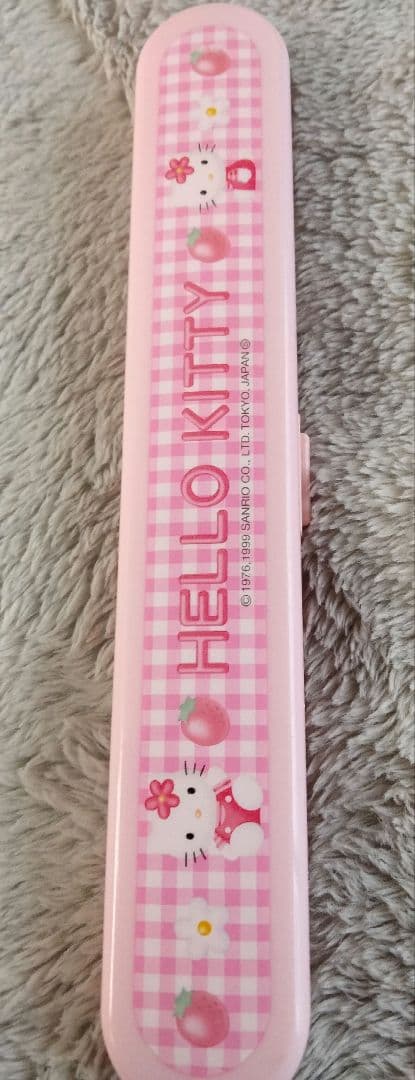 HELLO KITTY
© 1976, 1999 SANRIO CO., LTD. TOKYO, JAPAN Ⓢ